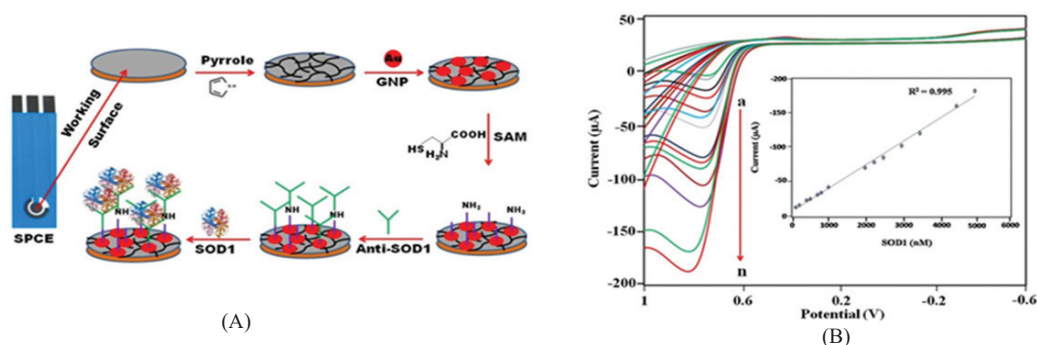 Pyrrole
N-H
Au
GNP
SAM
HS
H₂N
COOH
Working
Surface
SPCE
NH
NH
SOD1
NH
Anti-SOD1
NH₂
NH₂
NH₂
(A)
50
0
-50
-100
-150
-200
Current (µA)
1
0.6
0.2
-0.2
-0.6
Potential (V)
a
n
R² = 0.995
-200
-150
-100
-50
0
Current (µA)
0
1000
2000
3000
4000
5000
6000
SOD1 (nM)
(B)